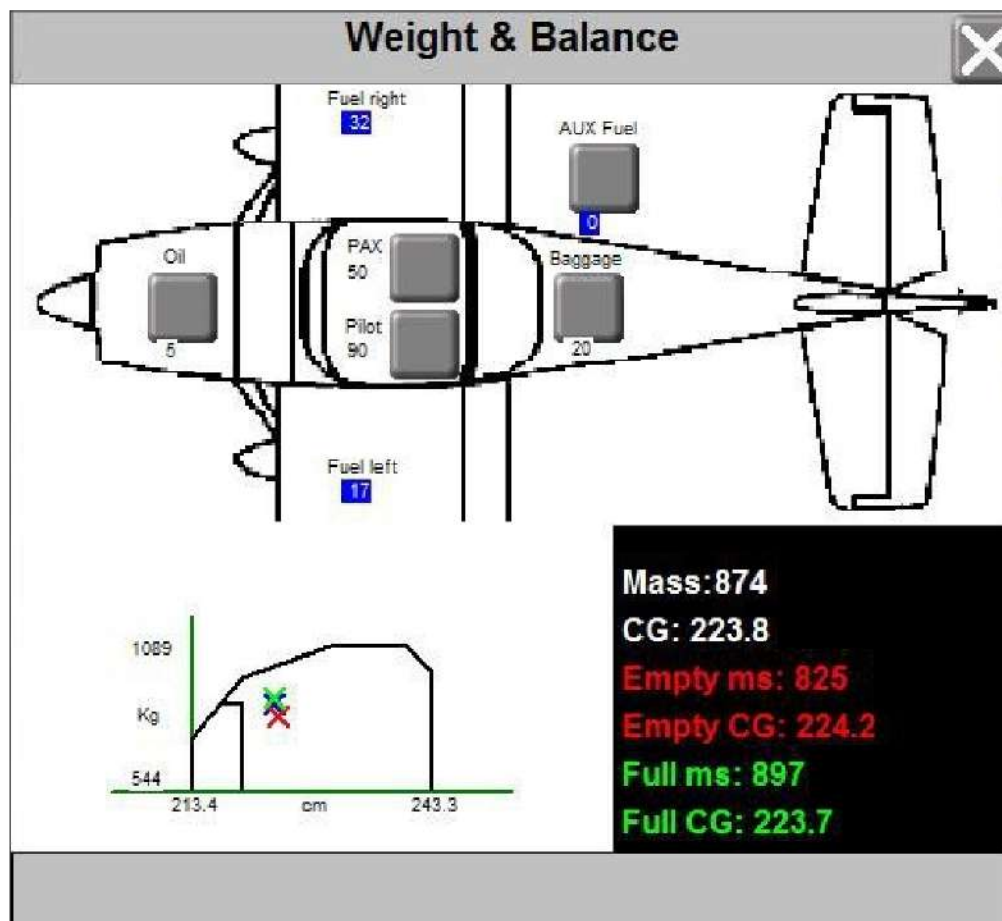 Weight & Balance
Fuel right
32
AUX Fuel
0
Oil
5
PAX
50
Pilot
90
Baggage
20
Fuel left
17
1089
Kg
544
213.4
cm
243.3
Mass:874
CG: 223.8
Empty ms: 825
Empty CG: 224.2
Full ms: 897
Full CG: 223.7